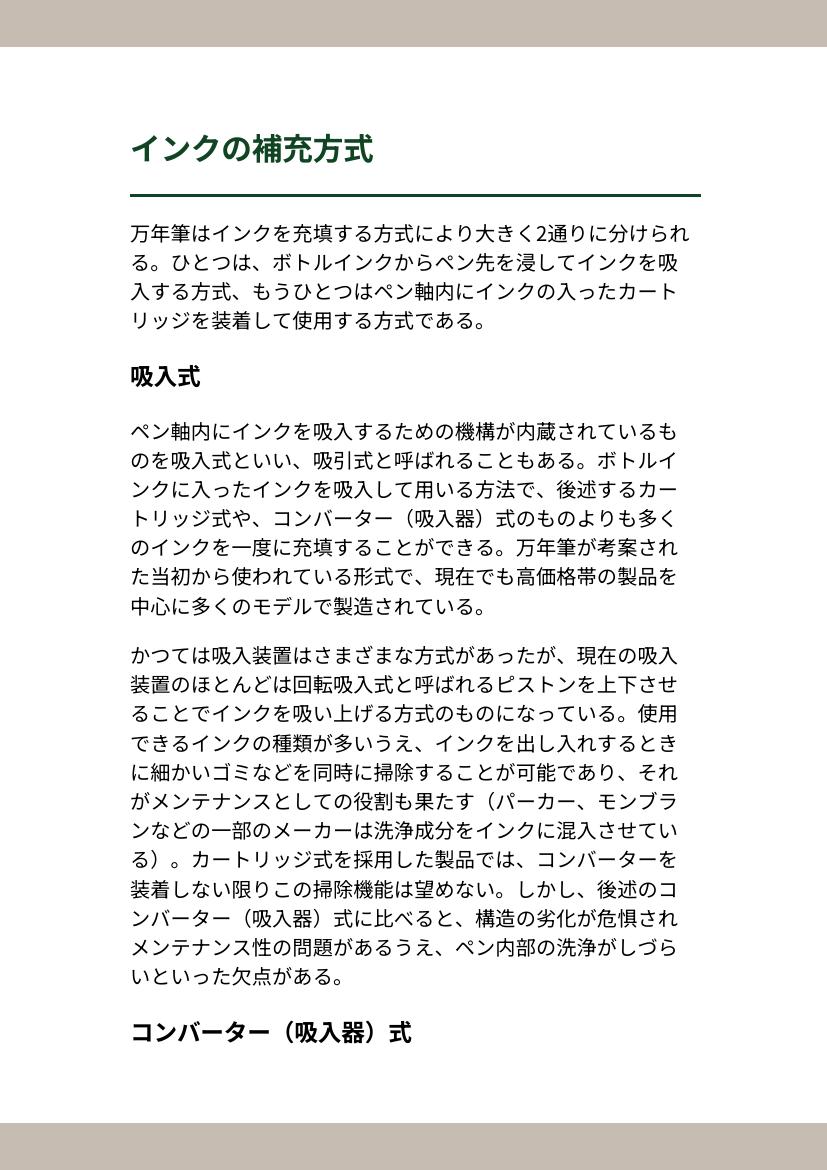 インクの補充方式
万年筆はインクを充填する方式により大きく2通りに分けられ
る。ひとつは、ボトルインクからペン先を浸してインクを吸
入する方式、もうひとつはペン軸内にインクの入ったカート
リッジを装着して使用する方式である。
吸入式
ペン軸内にインクを吸入するための機構が内蔵されているも
のを吸入式といい、吸引式と呼ばれることもある。ボトルイ
ンクに入ったインクを吸入して用いる方法で、後述するカー
トリッジ式や、コンバーター（吸入器）式のものよりも多く
のインクを一度に充填することができる。万年筆が考案され
た当初から使われている形式で、現在でも高価格帯の製品を
中心に多くのモデルで製造されている。
かつては吸入装置はさまざまな方式があったが、現在の吸入
装置のほとんどは回転吸入式と呼ばれるピストンを上下させ
ることでインクを吸い上げる方式のものになっている。使用
できるインクの種類が多いうえ、インクを出し入れするとき
に細かいゴミなどを同時に掃除することが可能であり、それ
がメンテナンスとしての役割も果たす（パーカー、モンブラ
ンなどの一部のメーカーは洗浄成分をインクに混入させてい
る）。カートリッジ式を採用した製品では、コンバーターを
装着しない限りこの掃除機能は望めない。しかし、後述のコ
ンバーター（吸入器）式に比べると、構造の劣化が危惧され
メンテナンス性の問題があるうえ、ペン内部の洗浄がしづら
いといった欠点がある。
コンバーター（吸入器）式